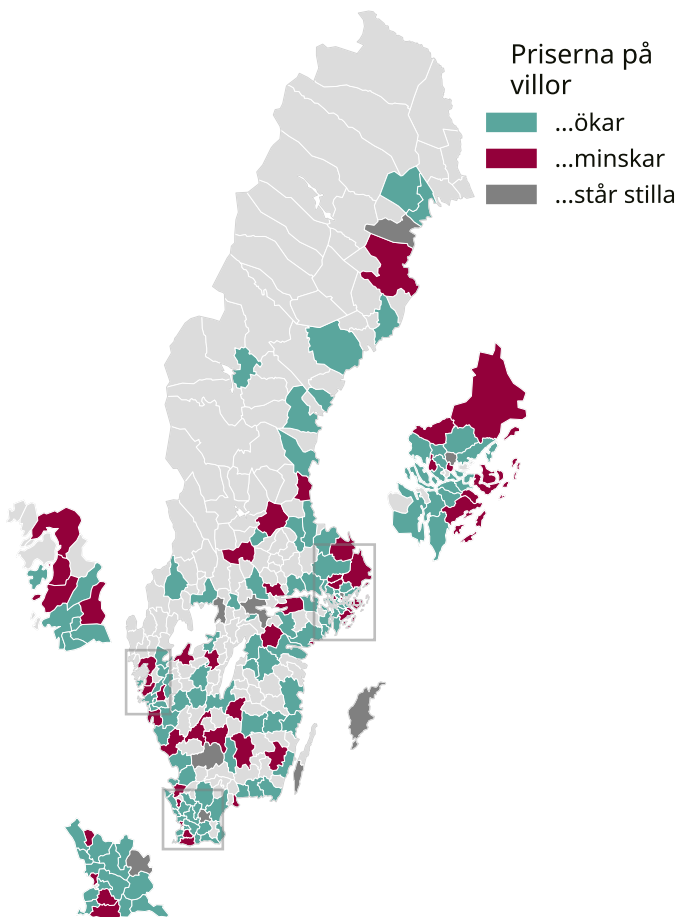 Priserna på
villor
...ökar
...minskar
...står stilla